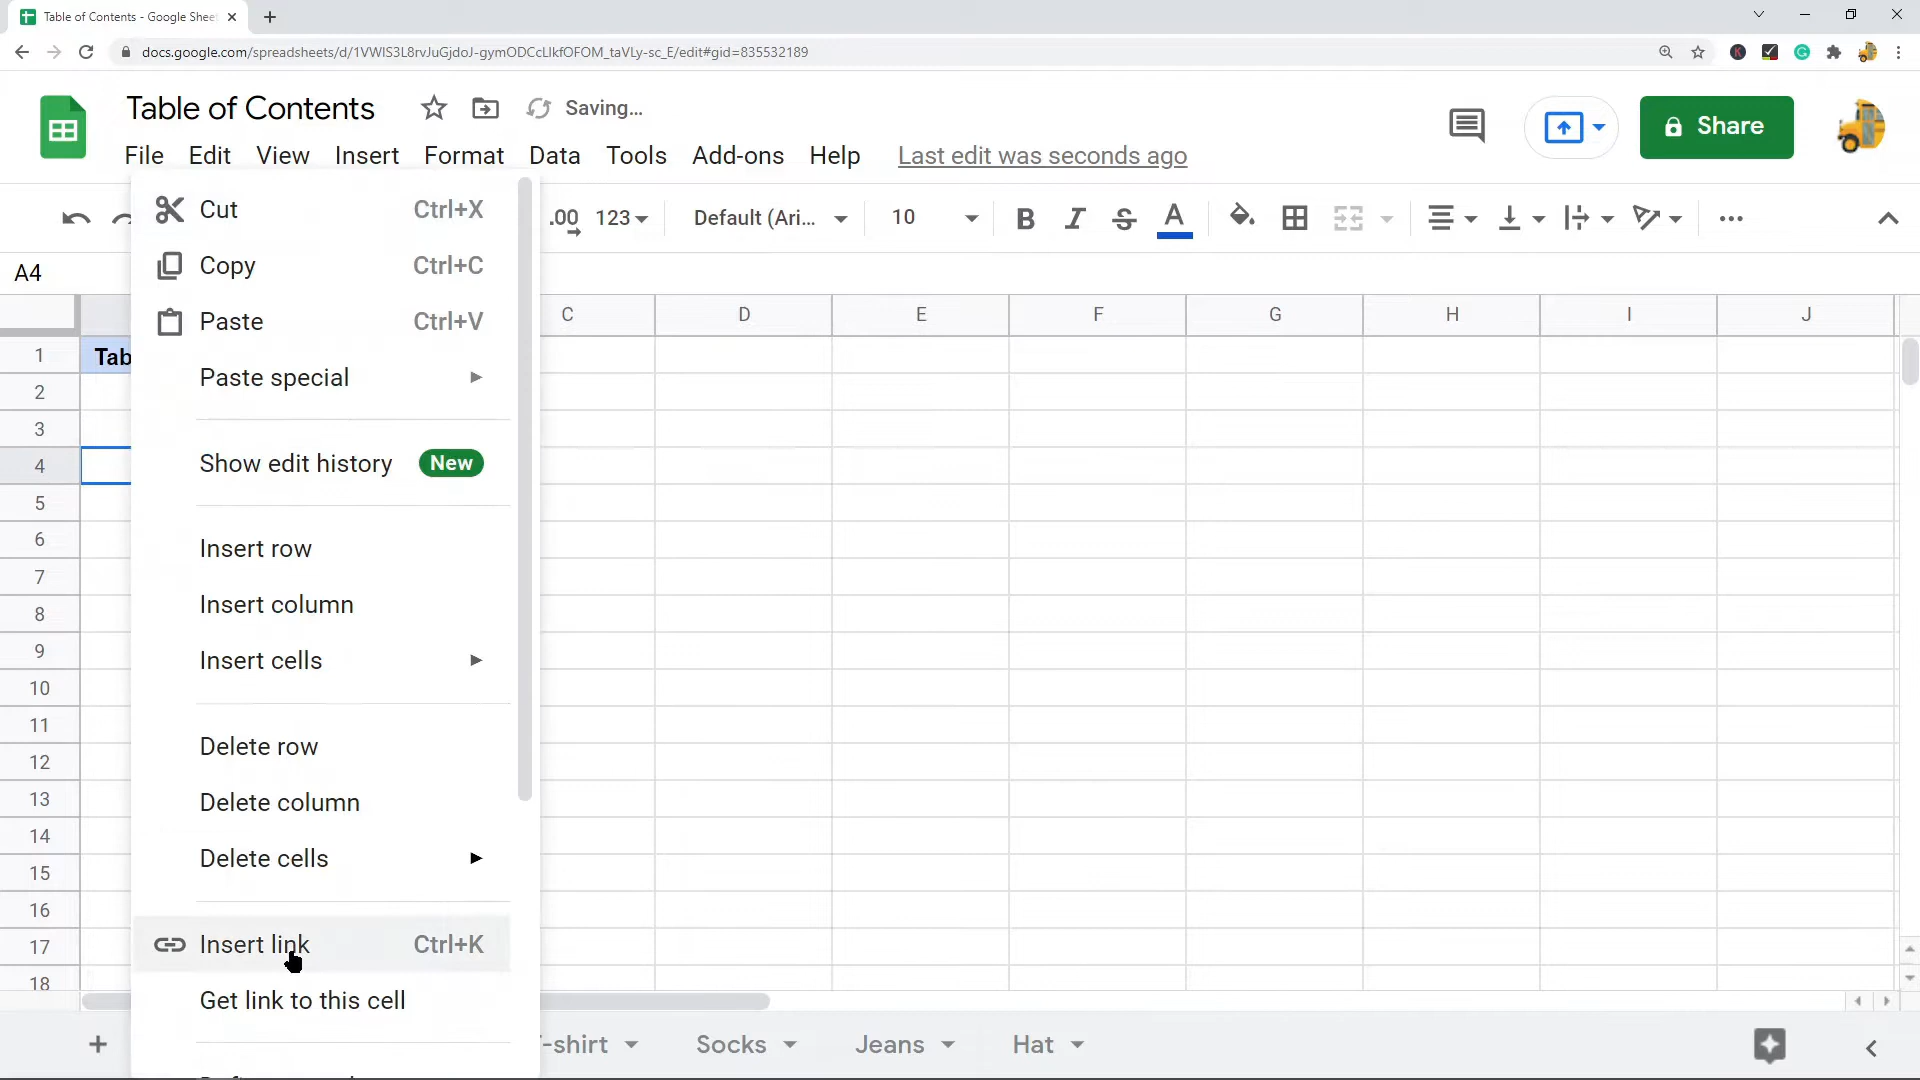 Table of Contents - Google Shee
docs.google.com/spreadsheets/d/1VWIS3L8rvJuGjdoJ-gymODCcLlkfOFOM_taVLy-sc_E/edit#gid=835532189
Table of Contents Saving…
File Edit View Insert Format Data Tools Add-ons Help Last edit was seconds ago
Share
.00 123 Default (Ari... 10 B I S A
A4
C D E F G H I J
1 Tab
2
3
4
5
6
7
8
9
10
11
12
13
14
15
16
17
18
Cut Ctrl+X
Copy Ctrl+C
Paste Ctrl+V
Paste special
Show edit history New
Insert row
Insert column
Insert cells
Delete row
Delete column
Delete cells
Insert link Ctrl+K
Get link to this cell
-shirt Socks Jeans Hat